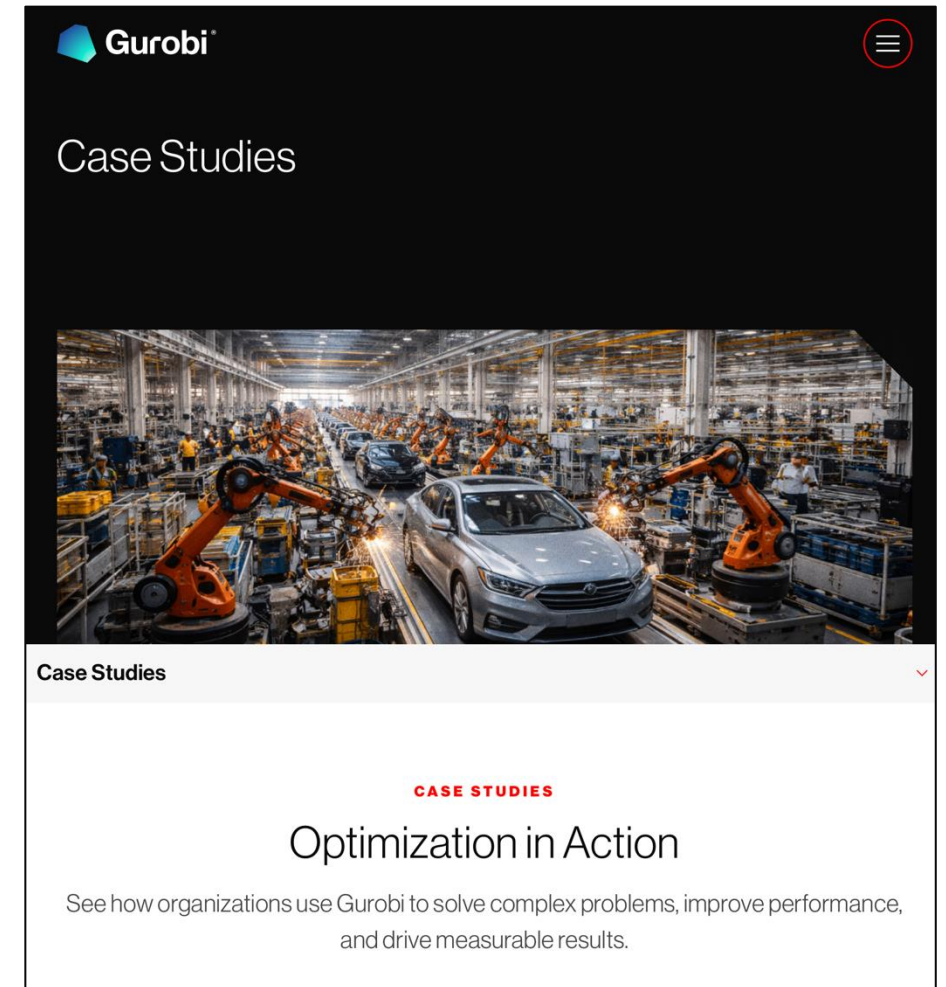 Gurobi®
Case Studies
Case Studies
CASE STUDIES
Optimization in Action
See how organizations use Gurobi to solve complex problems, improve performance,
and drive measurable results.